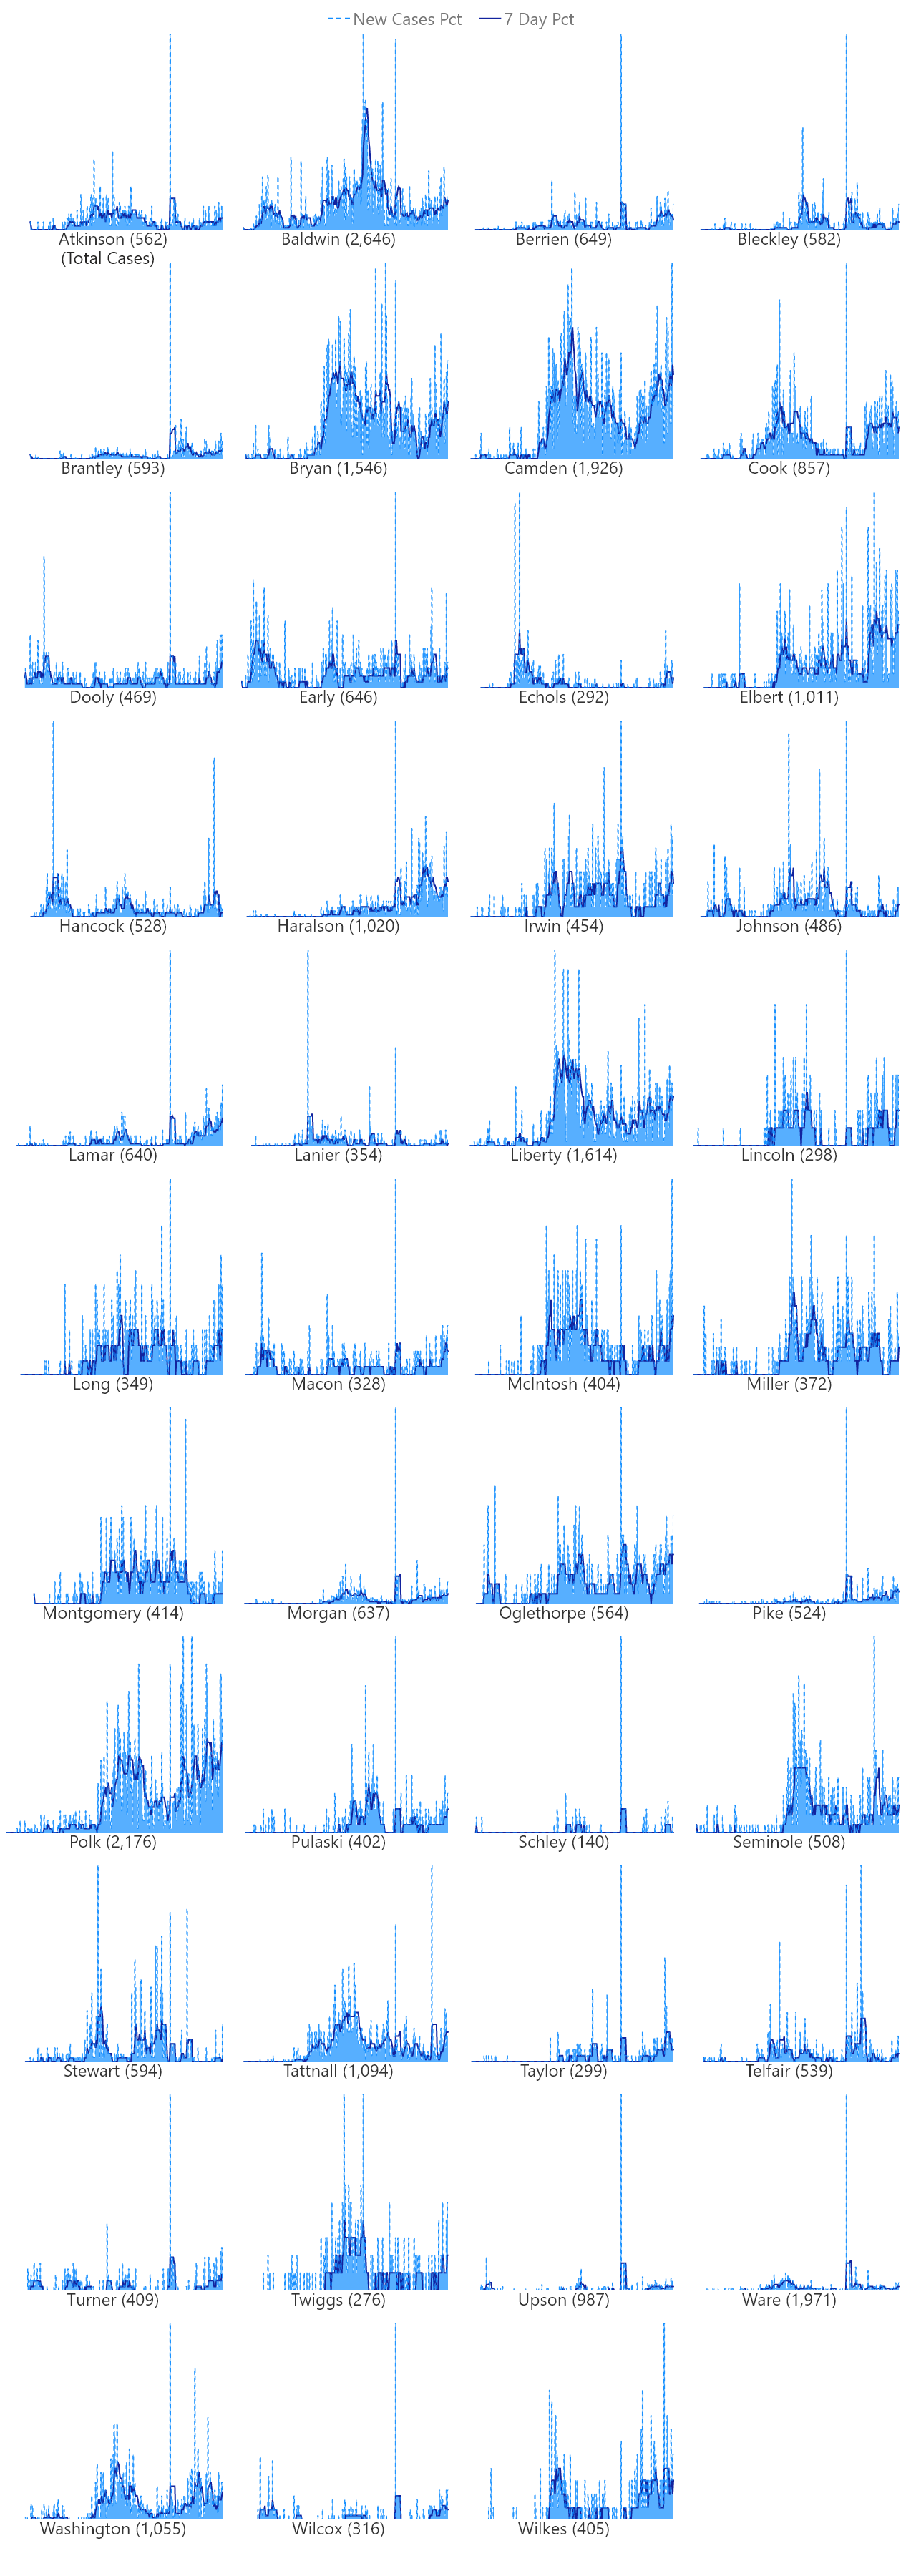 New Cases Pct 7 Day Pct
Atkinson (562) Baldwin (2,646) Berrien (649) Bleckley (582)
(Total Cases)
Brantley (593) Bryan (1,546) Camden (1,926) Cook (857)
Dooly (469) Early (646) Echols (292) Elbert (1,011)
Hancock (528) Haralson (1,020) Irwin (454) Johnson (486)
Lamar (640) Lanier (354) Liberty (1,614) Lincoln (298)
Long (349) Macon (328) McIntosh (404) Miller (372)
Montgomery (414) Morgan (637) Oglethorpe (564) Pike (524)
Polk (2,176) Pulaski (402) Schley (140) Seminole (508)
Stewart (594) Tattnall (1,094) Taylor (299) Telfair (539)
Turner (409) Twiggs (276) Upson (987) Ware (1,971)
Washington (1,055) Wilcox (316) Wilkes (405)